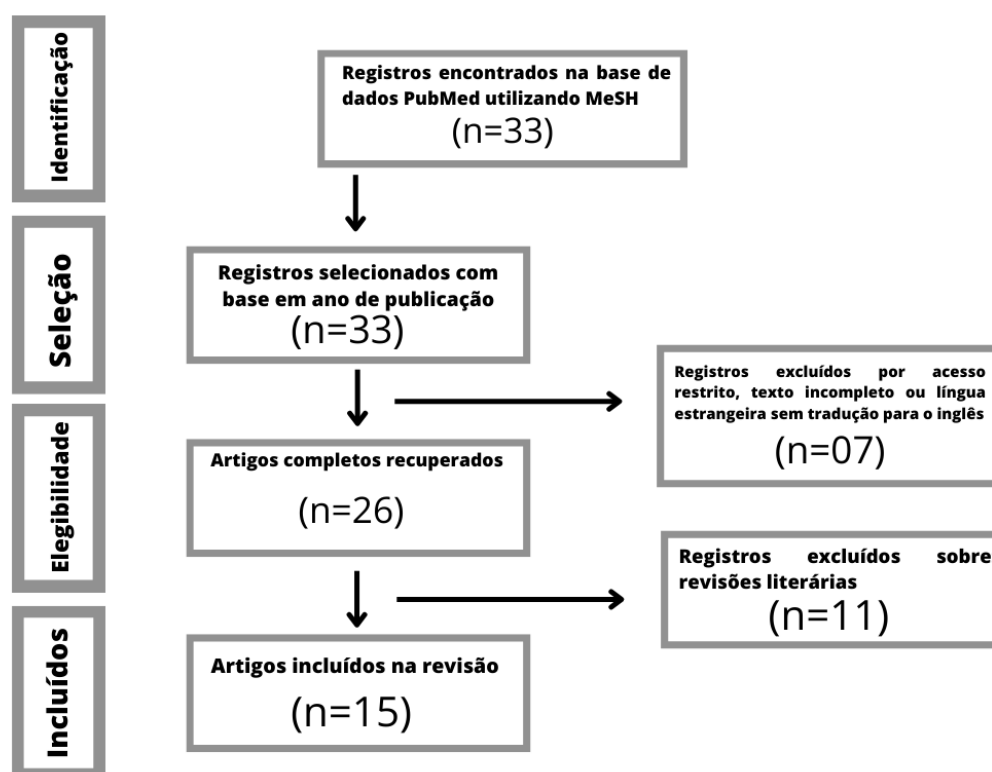 Identificação
Registros encontrados na base de
dados PubMed utilizando MeSH
(n=33)
Seleção
Registros selecionados com
base em ano de publicação
(n=33)
Registros excluídos por acesso
restrito, texto incompleto ou língua
estrangeira sem tradução para o inglês
(n=07)
Elegibilidade
Artigos completos recuperados
(n=26)
Registros excluídos sobre
revisões literárias
(n=11)
Incluídos
Artigos incluídos na revisão
(n=15)